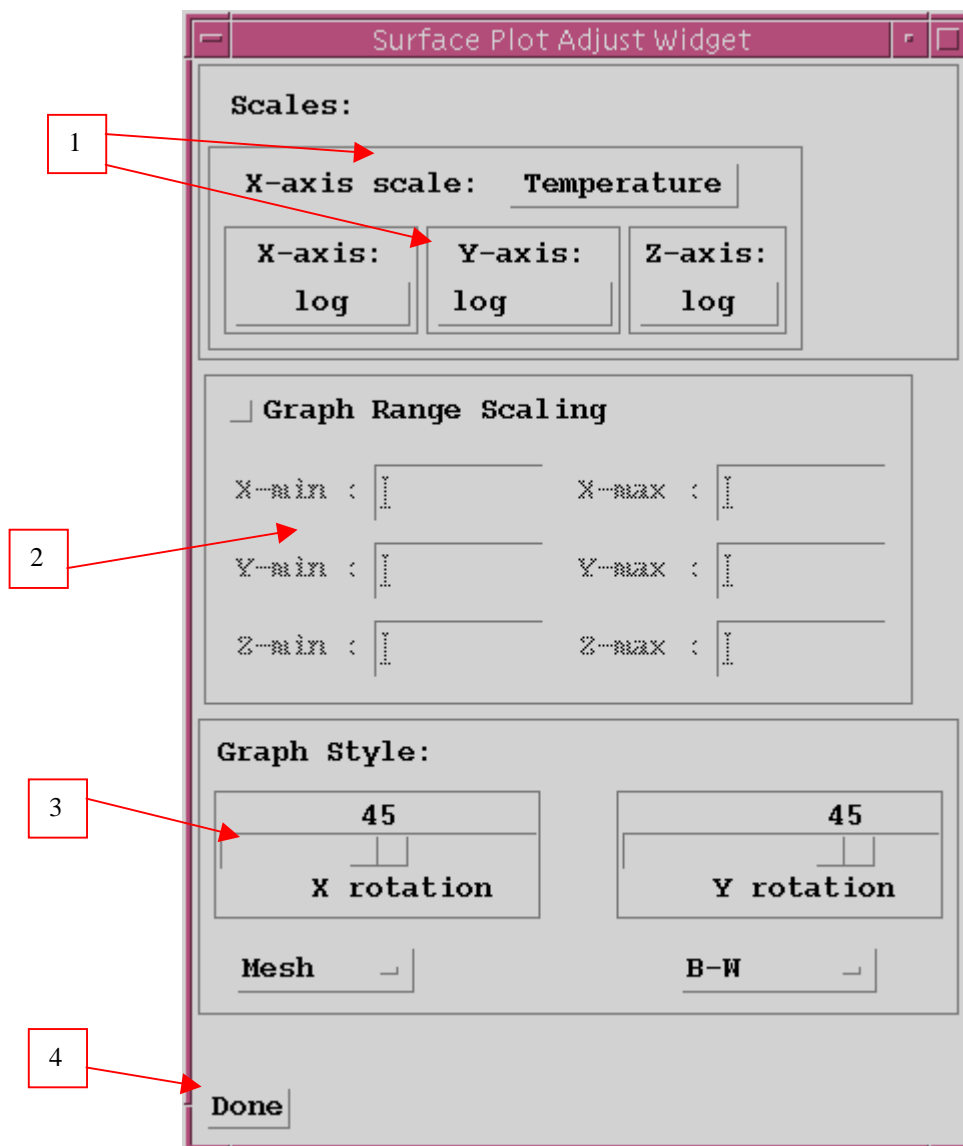 Surface Plot Adjust Widget
Scales:
1
X-axis scale: Temperature
X-axis: Y-axis: Z-axis:
log log log
Graph Range Scaling
X-min : X-max :
2
Y-min : Y-max :
Z-min : Z-max :
Graph Style:
3
45 45
X rotation Y rotation
Mesh B-W
4
Done